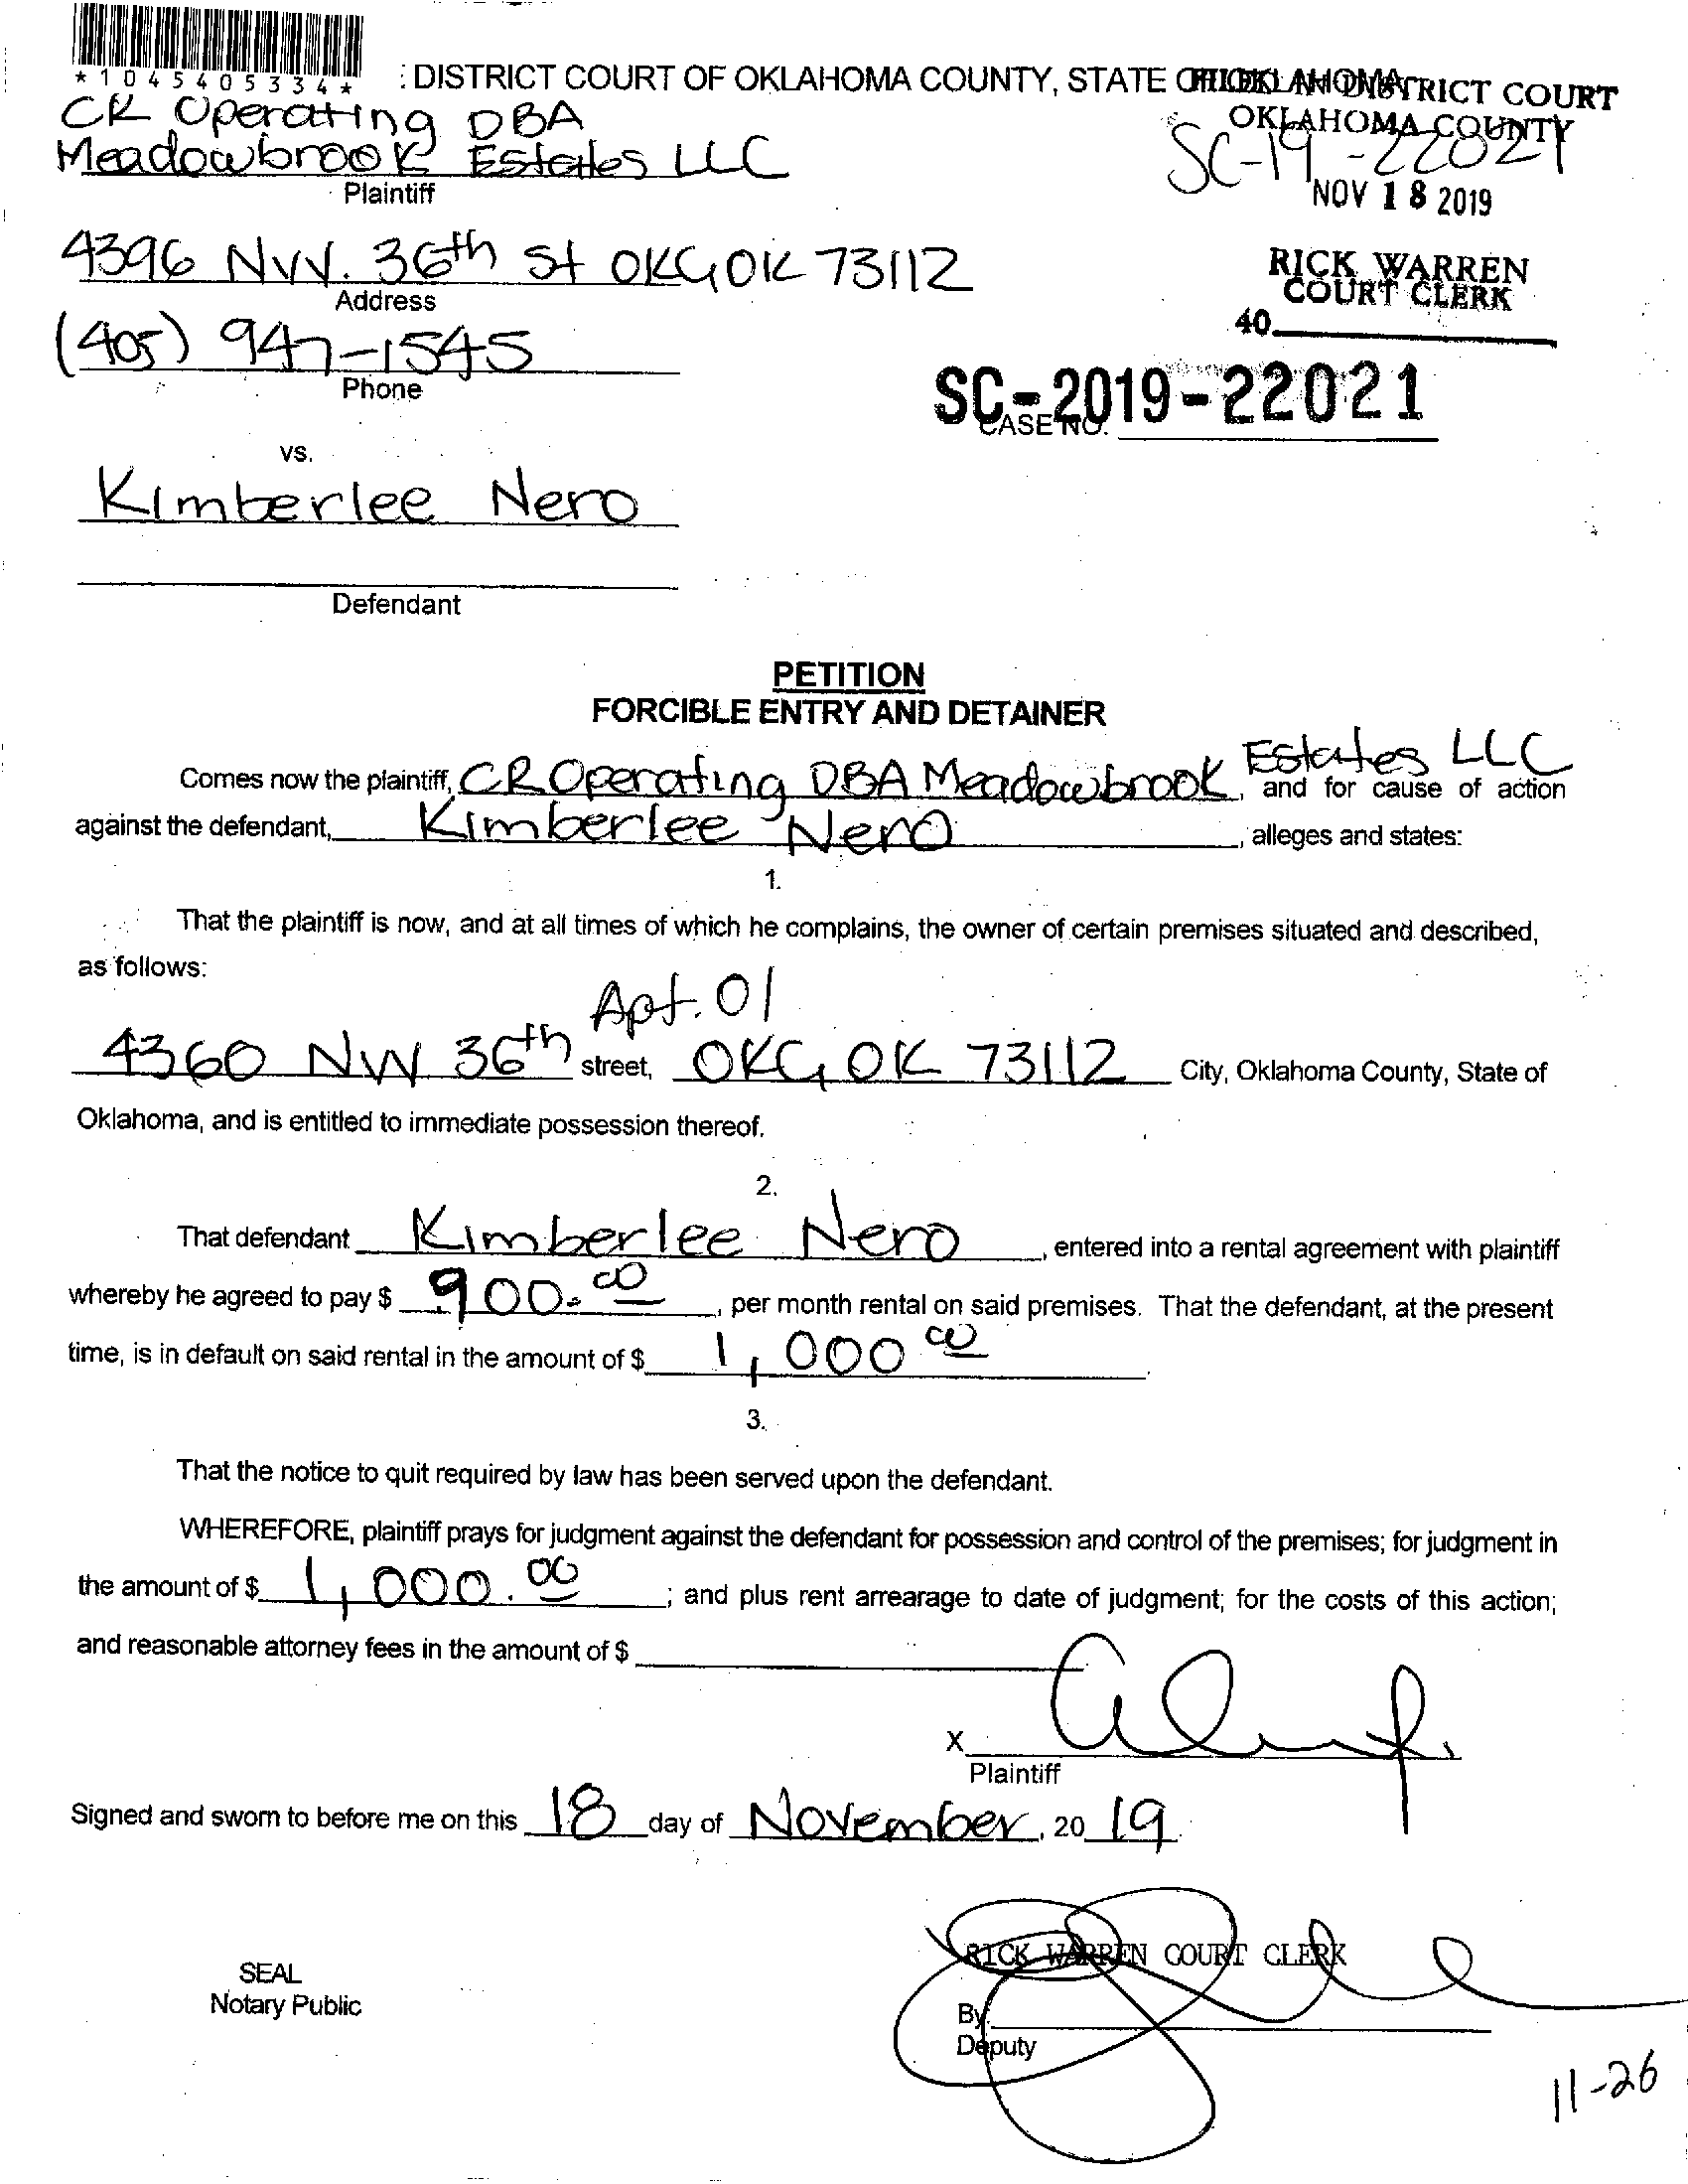 *1045405334*
: DISTRICT COURT OF OKLAHOMA COUNTY, STATE OF OKLAHOMA
FILED IN DISTRICT COURT
OKLAHOMA COUNTY
CR Operating DBA
Meadowbrook Estates LLC
SC-19-22021
Plaintiff
NOV 18 2019
4396 NW. 36th St OKC OK 73112
Address
RICK WARREN
COURT CLERK
40
(405) 947-1545
Phone
SC-2019-22021
CASE NO.
vs.
Kimberlee Nero
Defendant
PETITION
FORCIBLE ENTRY AND DETAINER
Comes now the plaintiff, CR Operating DBA Meadowbrook Estates LLC, and for cause of action
against the defendant, Kimberlee Nero, alleges and states:
1.
That the plaintiff is now, and at all times of which he complains, the owner of certain premises situated and described,
as follows:
Apt. 01
4360 NW 36th street, OKC, OK 73112 City, Oklahoma County, State of
Oklahoma, and is entitled to immediate possession thereof.
2.
That defendant Kimberlee Nero, entered into a rental agreement with plaintiff
whereby he agreed to pay $ 900.00, per month rental on said premises. That the defendant, at the present
time, is in default on said rental in the amount of $ 1,000 00.
3.
That the notice to quit required by law has been served upon the defendant.
WHEREFORE, plaintiff prays for judgment against the defendant for possession and control of the premises; for judgment in
the amount of $ 1,000.00; and plus rent arrearage to date of judgment; for the costs of this action;
and reasonable attorney fees in the amount of $
X
Plaintiff
Signed and sworn to before me on this 18 day of November, 20 19.
RICK WARREN COURT CLERK
SEAL
Notary Public
By:
Deputy
11-26